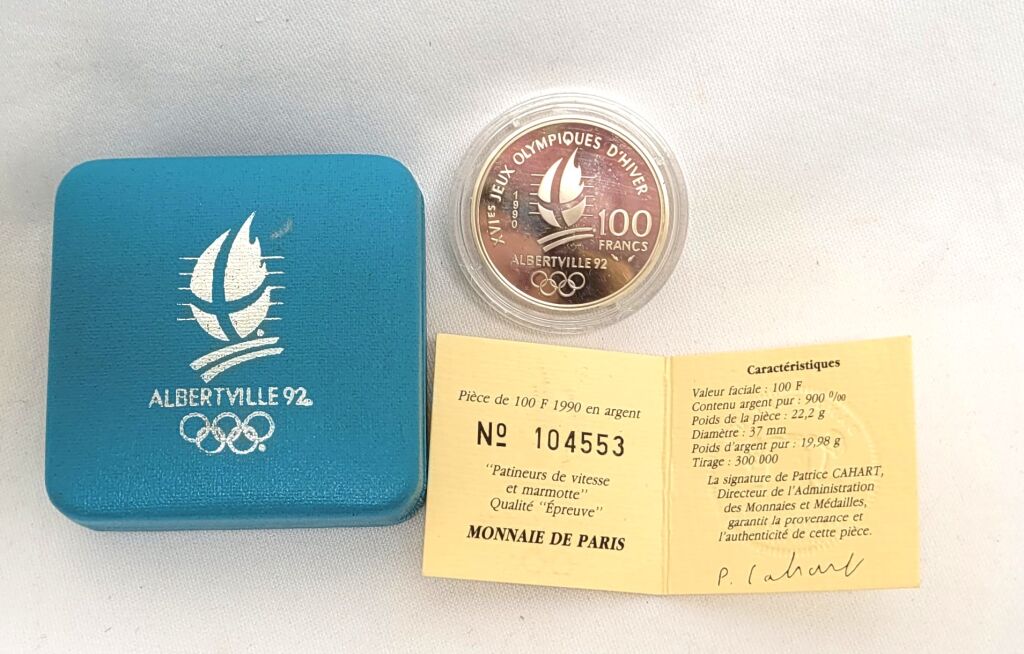 ALBERTVILLE 92
XVIes JEUX OLYMPIQUES D'HIVER
1990
100
FRANCS
ALBERTVILLE 92
Pièce de 100 F 1990 en argent
Nº 104553
"Patineurs de vitesse
et marmotte"
Qualité "Épreuve"
MONNAIE DE PARIS
Caractéristiques
Valeur faciale : 100 F
Contenu argent pur : 900 ⁰/₀₀
Poids de la pièce : 22,2 g
Diamètre : 37 mm
Poids d'argent pur : 19,98 g
Tirage : 300 000
La signature de Patrice CAHART,
Directeur de l'Administration
des Monnaies et Médailles,
garantit la provenance et
l'authenticité de cette pièce.
P. Cahart